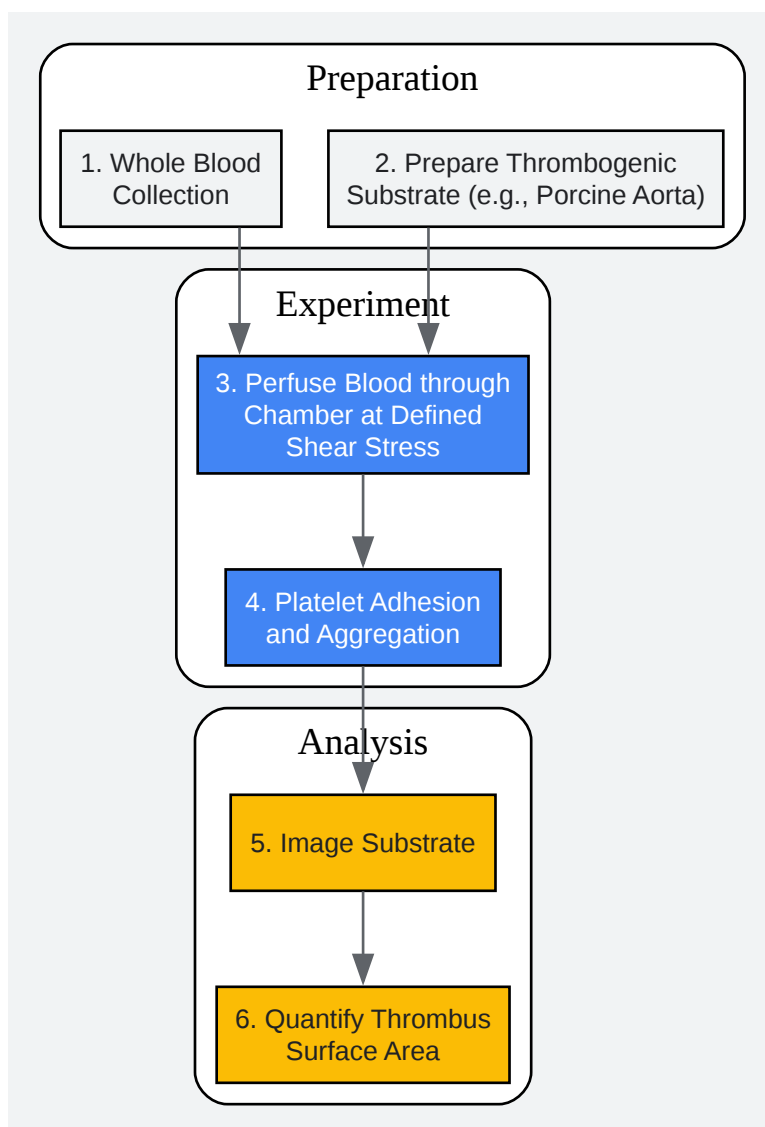 Preparation
1. Whole Blood
Collection
2. Prepare Thrombogenic
Substrate (e.g., Porcine Aorta)
Experiment
3. Perfuse Blood through
Chamber at Defined
Shear Stress
4. Platelet Adhesion
and Aggregation
Analysis
5. Image Substrate
6. Quantify Thrombus
Surface Area